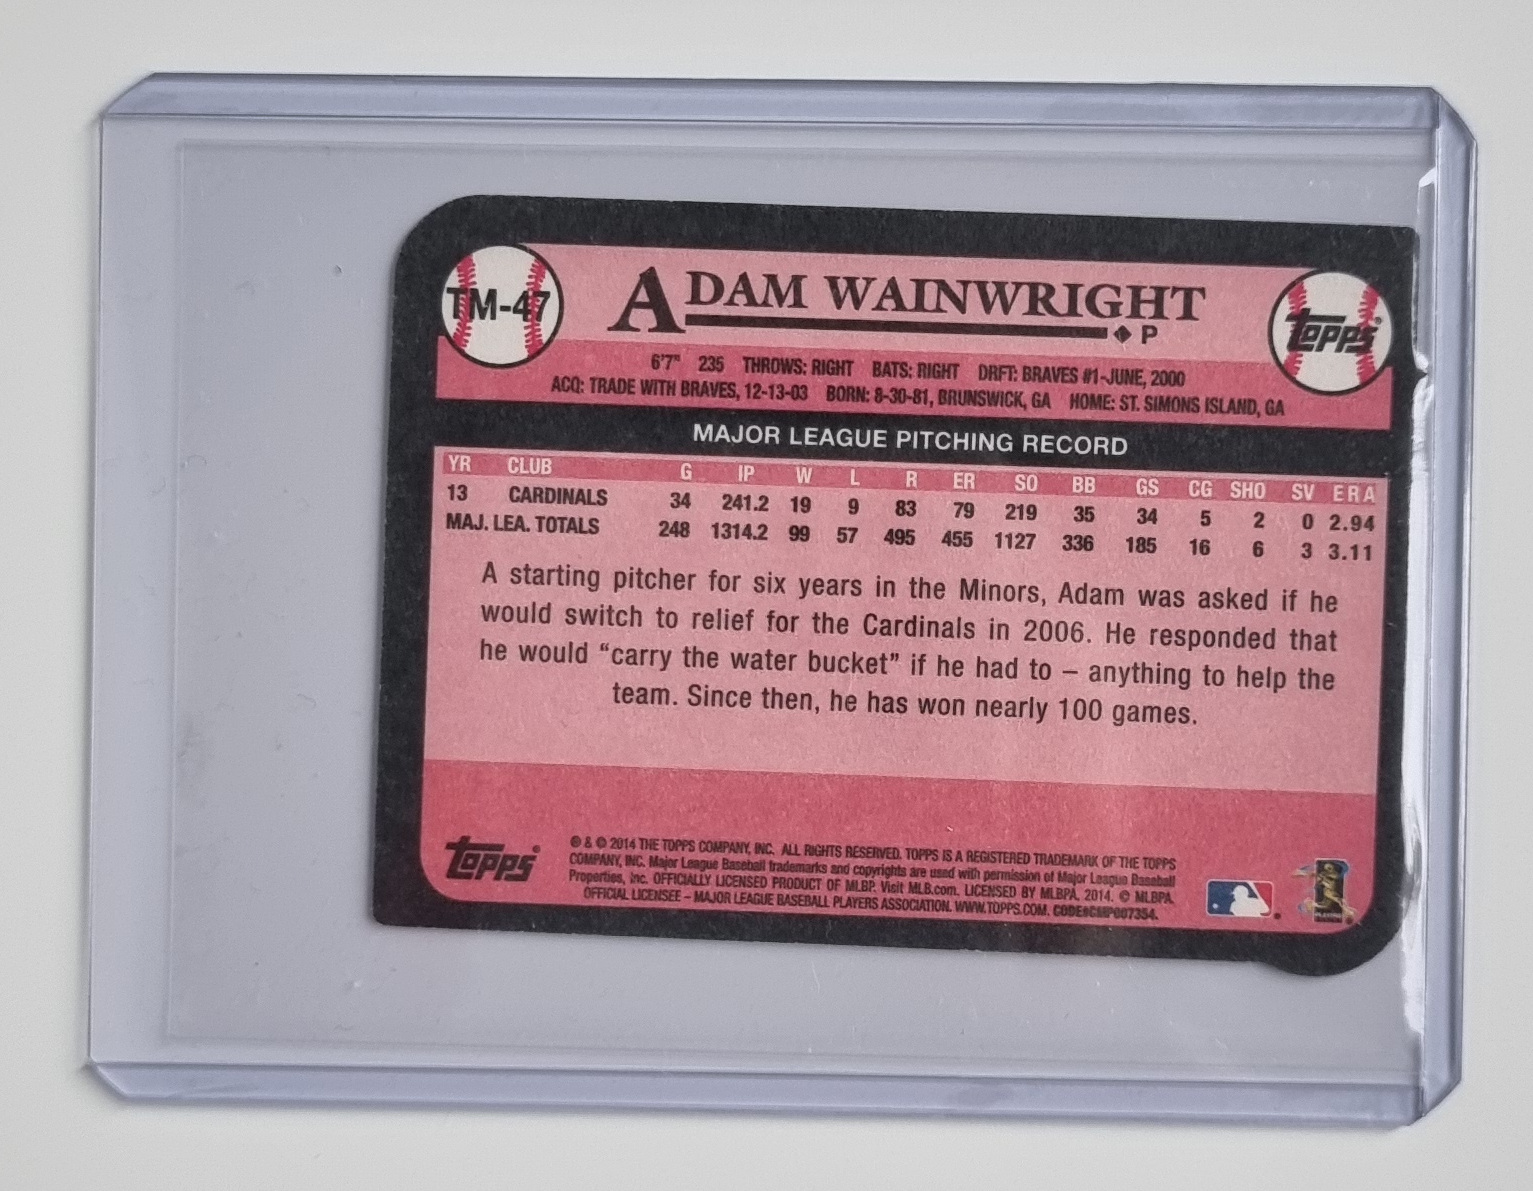 TM-47
ADAM WAINWRIGHT
P
Topps®
6'7" 235 THROWS: RIGHT BATS: RIGHT DRFT: BRAVES #1-JUNE, 2000
ACQ: TRADE WITH BRAVES, 12-13-03 BORN: 8-30-81, BRUNSWICK, GA HOME: ST. SIMONS ISLAND, GA
MAJOR LEAGUE PITCHING RECORD
YR CLUB G IP W L R ER SO BB GS CG SHO SV ERA
13 CARDINALS 34 241.2 19 9 83 79 219 35 34 5 2 0 2.94
MAJ. LEA. TOTALS 248 1314.2 99 57 495 455 1127 336 185 16 6 3 3.11
A starting pitcher for six years in the Minors, Adam was asked if he
would switch to relief for the Cardinals in 2006. He responded that
he would “carry the water bucket” if he had to – anything to help the
team. Since then, he has won nearly 100 games.
Topps®
® & © 2014 THE TOPPS COMPANY, INC. ALL RIGHTS RESERVED. TOPPS IS A REGISTERED TRADEMARK OF THE TOPPS
COMPANY, INC. Major League Baseball trademarks and copyrights are used with permission of Major League Baseball
Properties, Inc. OFFICIALLY LICENSED PRODUCT OF MLBP. Visit MLB.com. LICENSED BY MLBPA, 2014. © MLBPA.
OFFICIAL LICENSEE – MAJOR LEAGUE BASEBALL PLAYERS ASSOCIATION. WWW.TOPPS.COM. CODE#CMP007354.